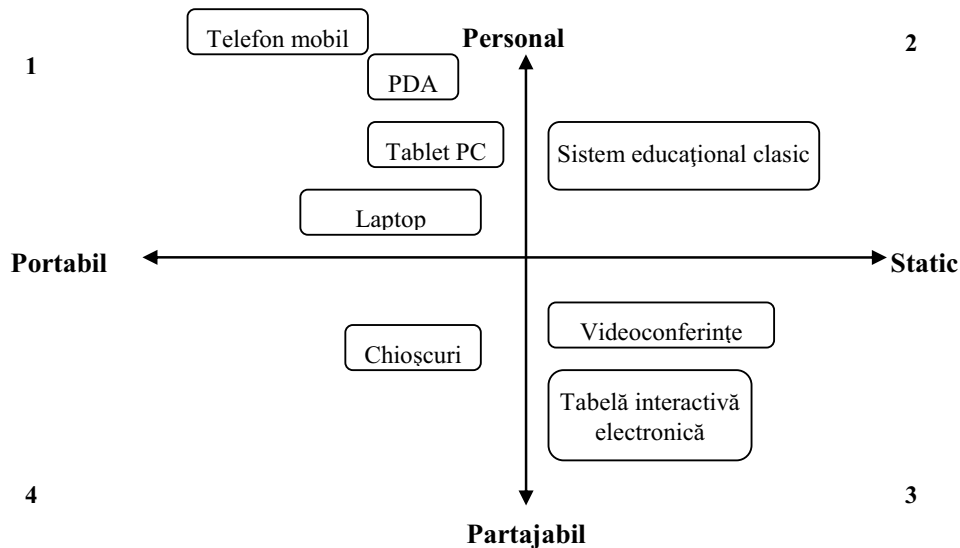 Telefon mobil
Personal
2
1
PDA
Tablet PC
Sistem educaţional clasic
Laptop
Portabil
Static
Videoconferinţe
Chioşcuri
Tabelă interactivă
electronică
4
3
Partajabil